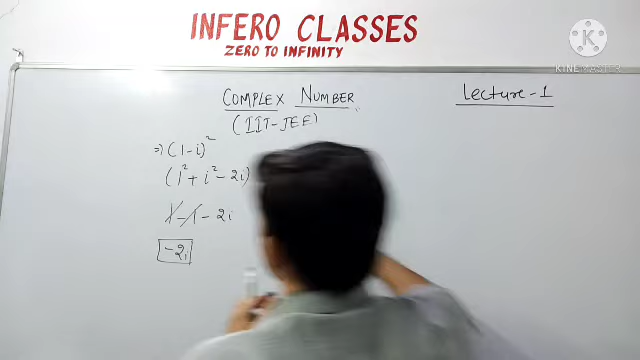 INFERO CLASSES
ZERO TO INFINITY
KINEMASTER
COMPLEX NUMBER
Lecture-1
(IIT-JEE)
⇒ (1-i)²
(1² + i² - 2i)
1 - 1 - 2i
-2i